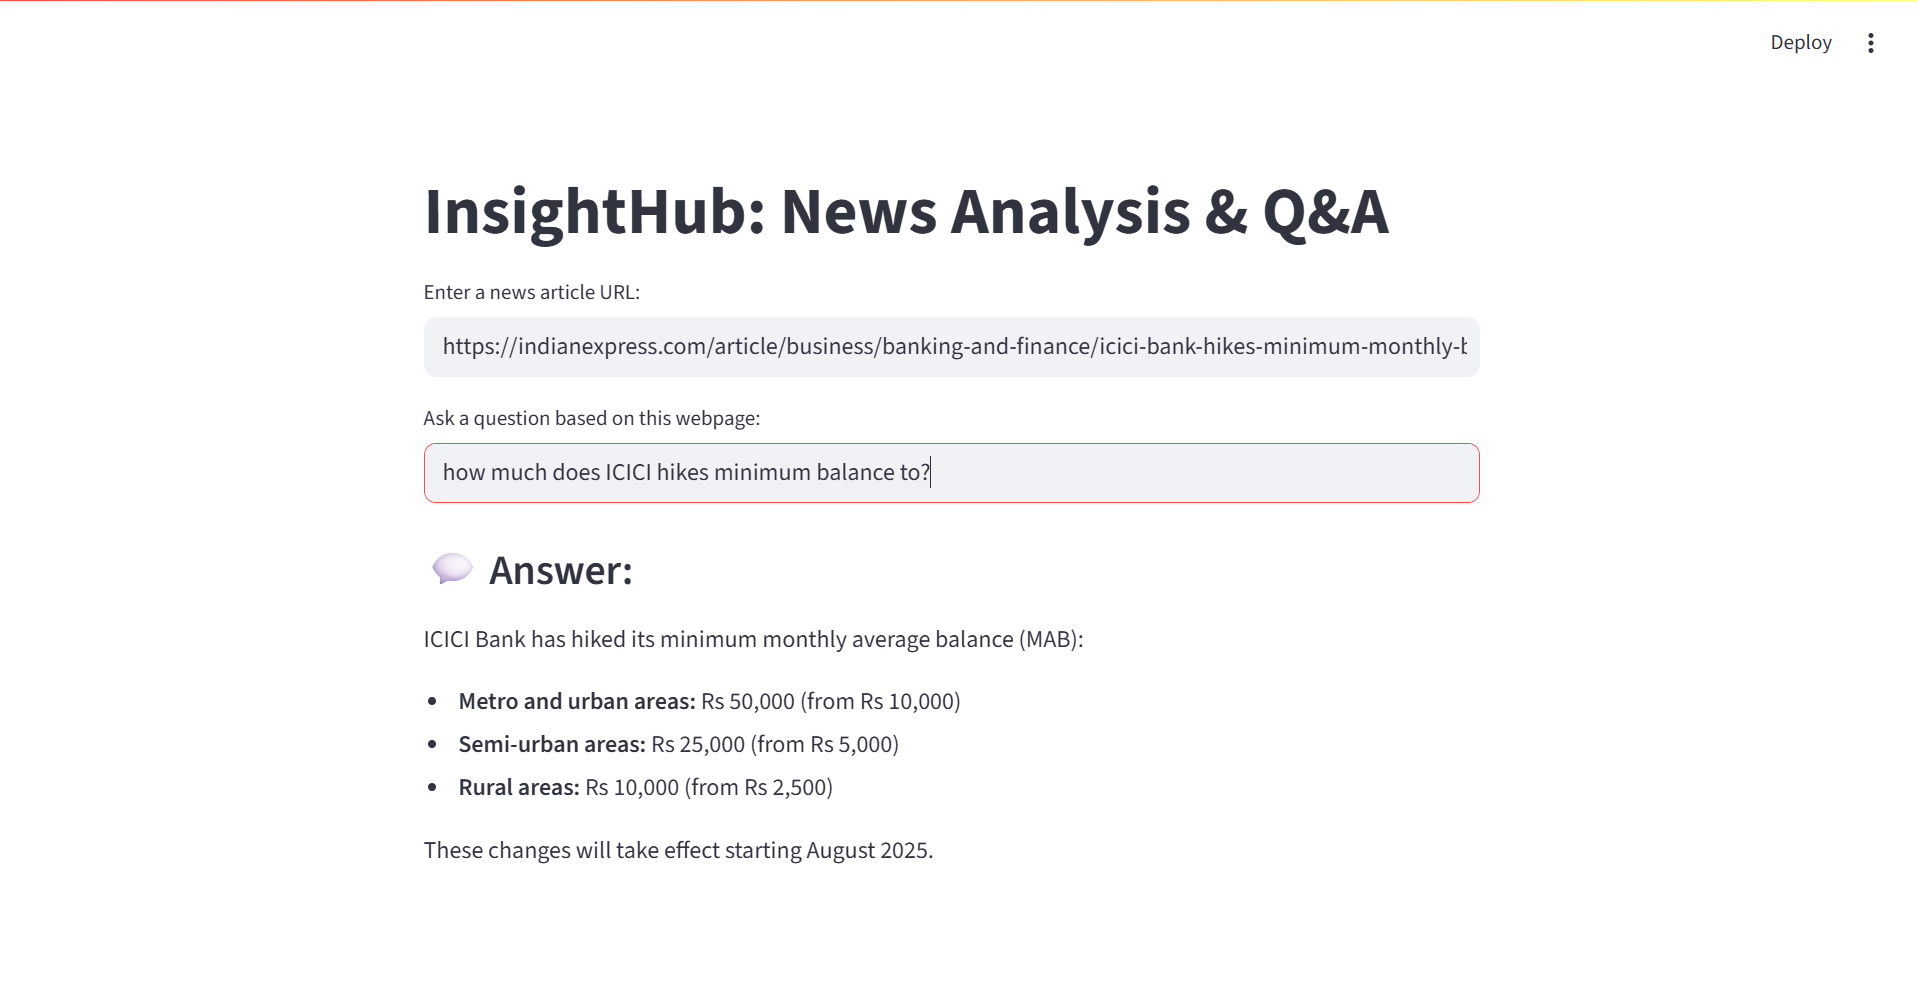 Deploy
InsightHub: News Analysis & Q&A
Enter a news article URL:
https://indianexpress.com/article/business/banking-and-finance/icici-bank-hikes-minimum-monthly-
Ask a question based on this webpage:
how much does ICICI hikes minimum balance to?
Answer:
ICICI Bank has hiked its minimum monthly average balance (MAB):
• Metro and urban areas: Rs 50,000 (from Rs 10,000)
• Semi-urban areas: Rs 25,000 (from Rs 5,000)
• Rural areas: Rs 10,000 (from Rs 2,500)
These changes will take effect starting August 2025.